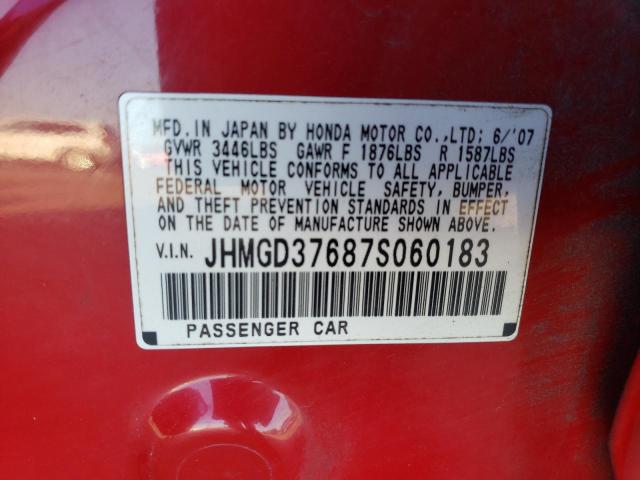 MFD. IN JAPAN BY HONDA MOTOR CO., LTD; 6/'07
GVWR 3446LBS GAWR F 1876LBS R 1587LBS
THIS VEHICLE CONFORMS TO ALL APPLICABLE
FEDERAL MOTOR VEHICLE SAFETY, BUMPER,
AND THEFT PREVENTION STANDARDS IN EFFECT
ON THE DATE OF MANUFACTURE SHOWN ABOVE.
V.I.N. JHMGD37687S060183
PASSENGER CAR